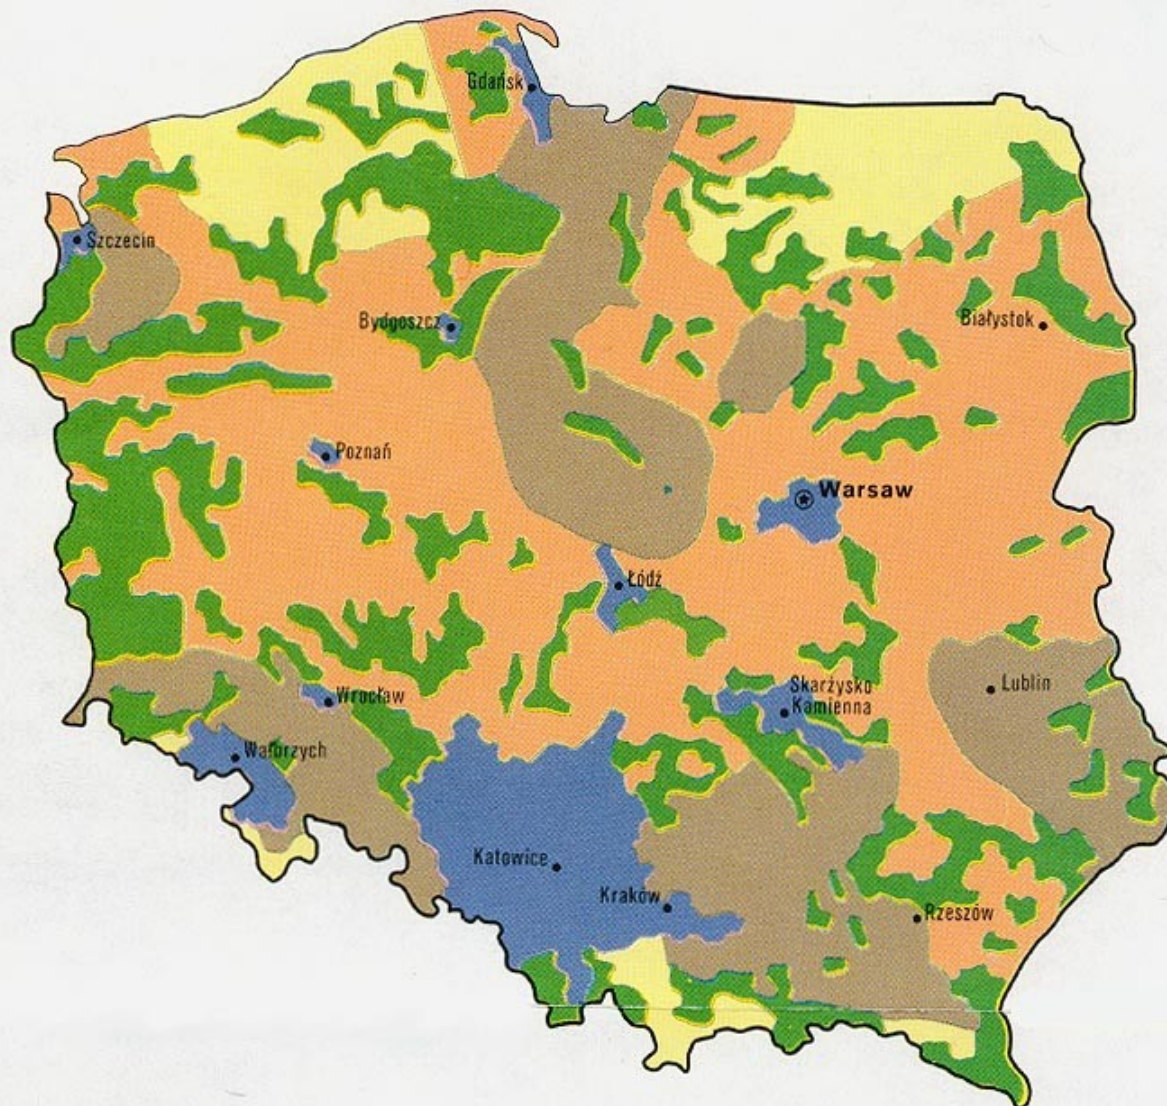 Gdańsk
Szczecin
Bydgoszcz
Białystok
Poznań
Warsaw
Łódź
Skarżysko
Kamienna
Lublin
Wrocław
Wałbrzych
Katowice
Kraków
Rzeszów